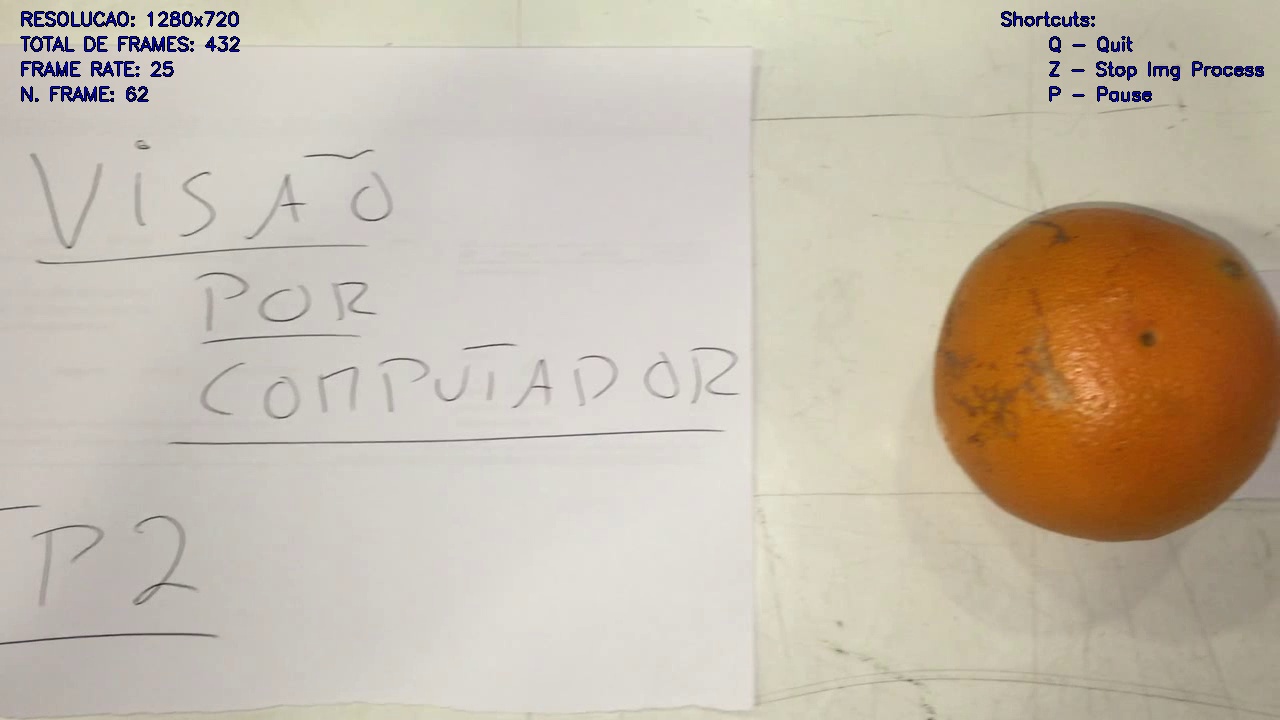 RESOLUCAO: 1280x720
TOTAL DE FRAMES: 432
FRAME RATE: 25
N. FRAME: 62
Shortcuts:
Q - Quit
Z - Stop Img Process
P - Pause
VISÃO
POR
COMPUTADOR
TP2